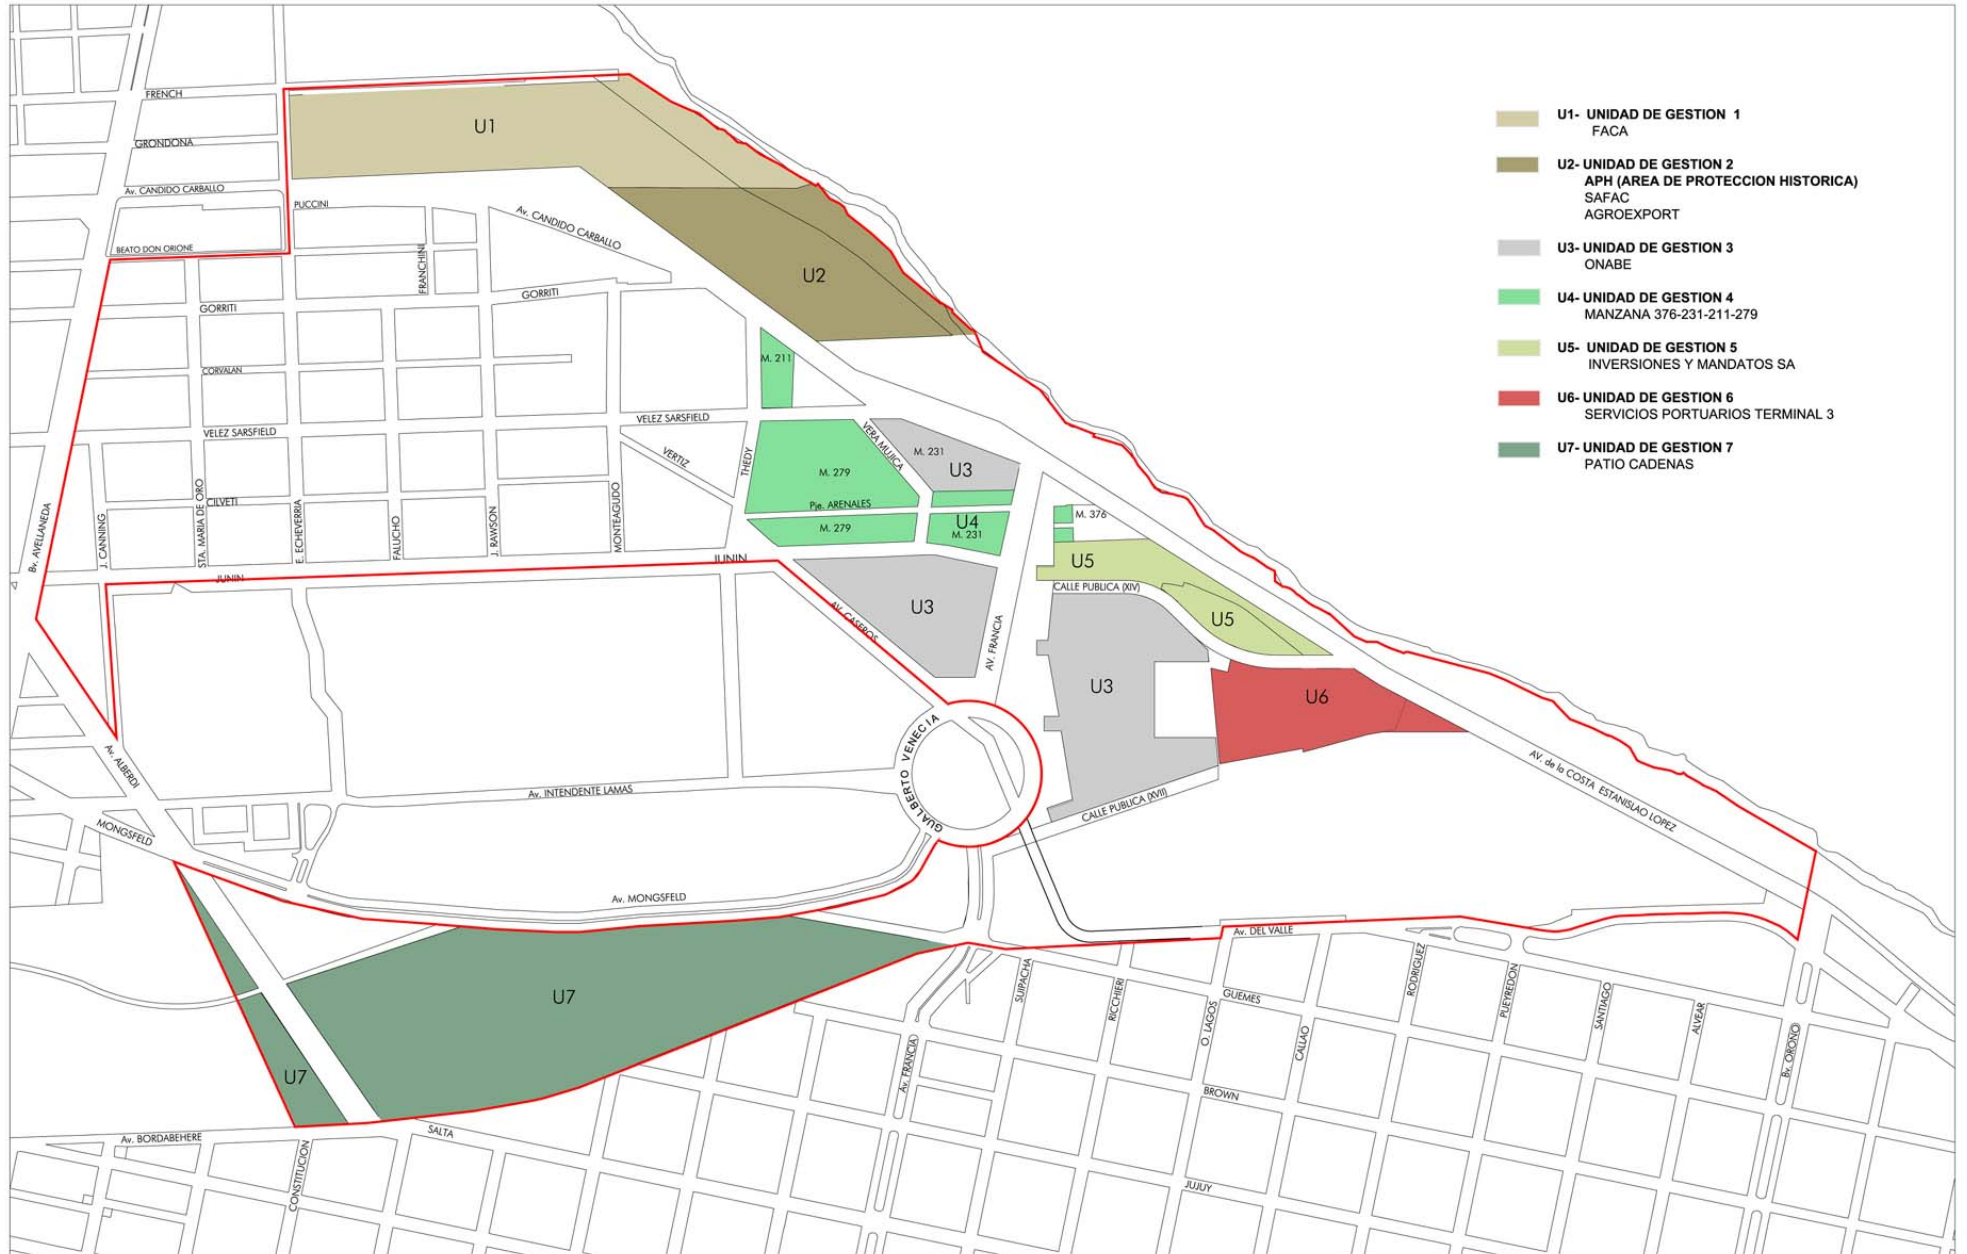 FRENCH
GRONDONA
Av. CANDIDO CARBALLO
PUCCINI
BEATO DON ORIONE
Av. CANDIDO CARBALLO
FRANCHINI
GORRITI
GORRITI
CORVALAN
VELEZ SARSFIELD
VELEZ SARSFIELD
VERTIZ
THEDY
VERA MUJICA
Pje. ARENALES
CILVETI
Bv. AVELLANEDA
J. CANNING
STA. MARIA DE ORO
E. ECHEVERRIA
FALUCHO
J. RAWSON
MONTEAGUDO
JUNIN
JUNIN
AV. CASEROS
AV. FRANCIA
CALLE PUBLICA (XIV)
CALLE PUBLICA (XVII)
GUALBERTO VENECIA
Av. ALBERDI
Av. INTENDENTE LAMAS
MONGSFELD
Av. MONGSFELD
AV. de la COSTA ESTANISLAO LOPEZ
Av. DEL VALLE
SUIPACHA
RICCHIERI
O. LAGOS
GUEMES
CALLAO
RODRIGUEZ
PUEYREDON
SANTIAGO
ALVEAR
Bv. OROÑO
Av. FRANCIA
BROWN
JUJUY
SALTA
Av. BORDABEHERE
CONSTITUCION
U1
U2
M. 211
M. 279
M. 279
M. 231
U3
U4
M. 231
M. 376
U5
U5
U3
U3
U6
U7
U7
U1- UNIDAD DE GESTION 1
FACA
U2- UNIDAD DE GESTION 2
APH (AREA DE PROTECCION HISTORICA)
SAFAC
AGROEXPORT
U3- UNIDAD DE GESTION 3
ONABE
U4- UNIDAD DE GESTION 4
MANZANA 376-231-211-279
U5- UNIDAD DE GESTION 5
INVERSIONES Y MANDATOS SA
U6- UNIDAD DE GESTION 6
SERVICIOS PORTUARIOS TERMINAL 3
U7- UNIDAD DE GESTION 7
PATIO CADENAS